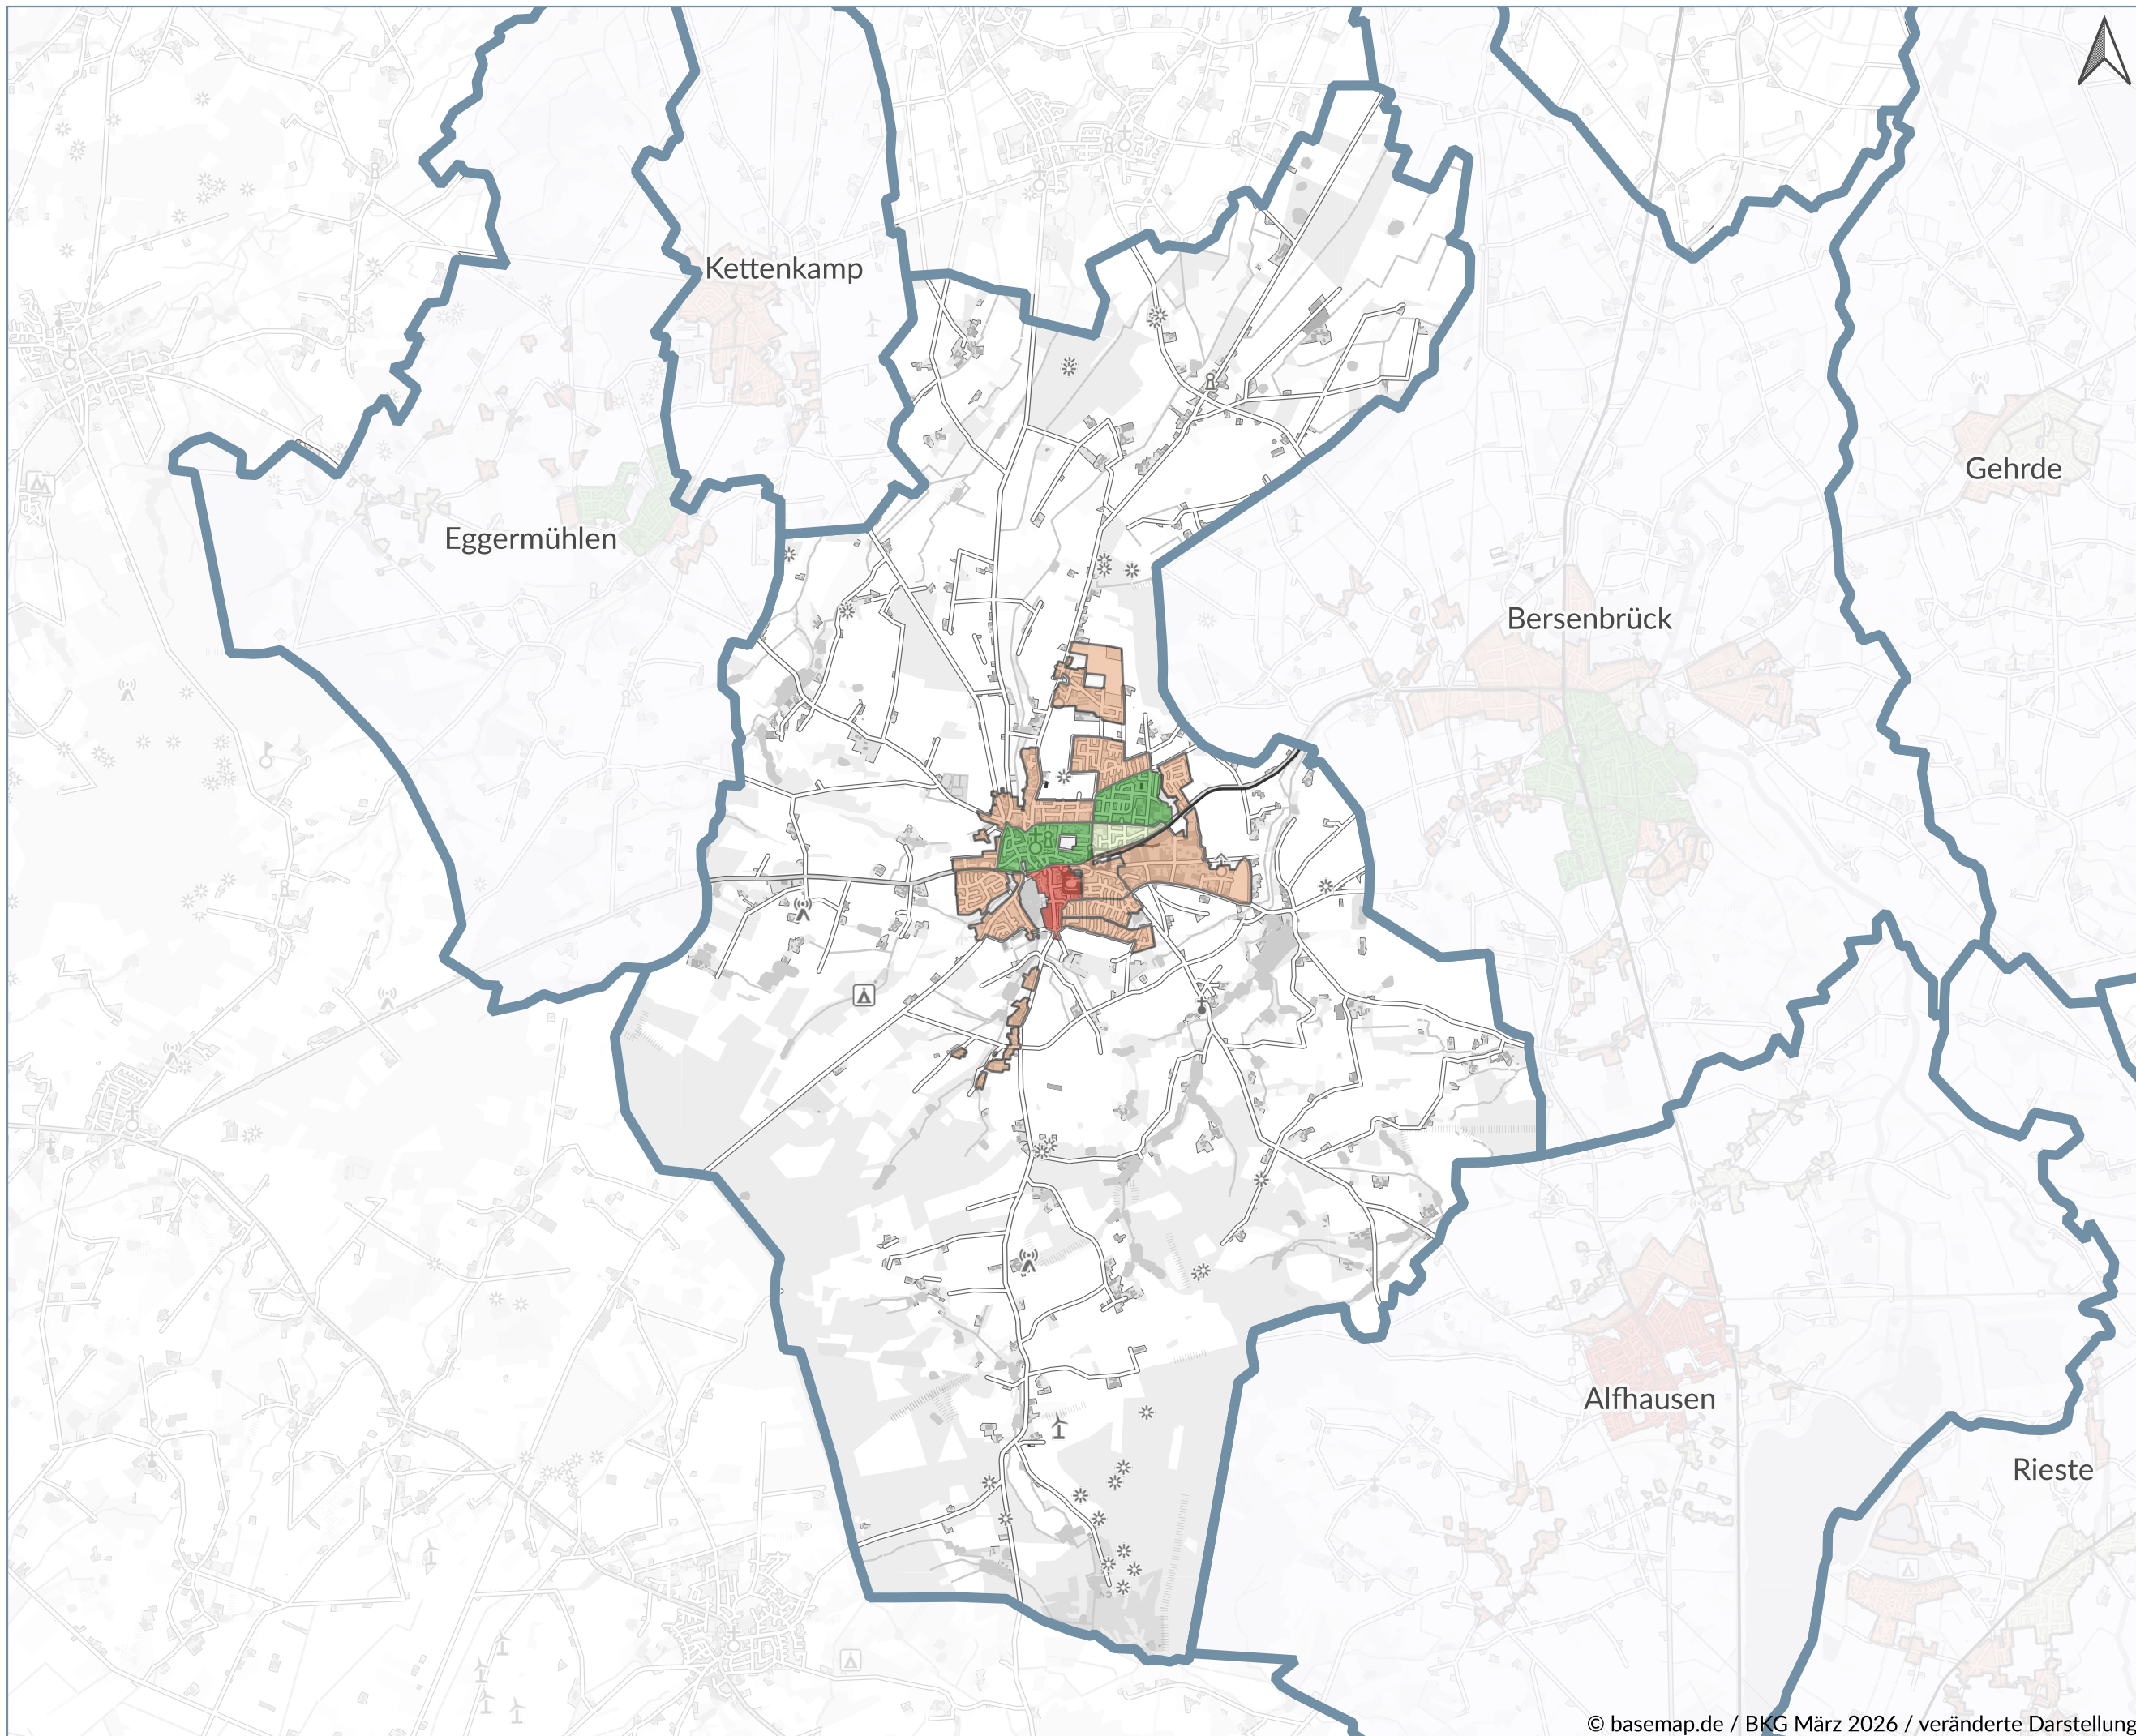 Kettenkamp
Gehrde
Eggermühlen
Bersenbrück
Alfhausen
Rieste
© basemap.de / BKG März 2026 / veränderte Darstellung